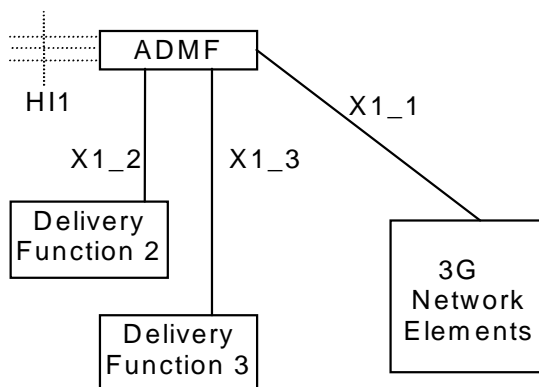 ADMF
HI1
X1_1
X1_2
X1_3
Delivery
Function 2
3G
Network
Elements
Delivery
Function 3